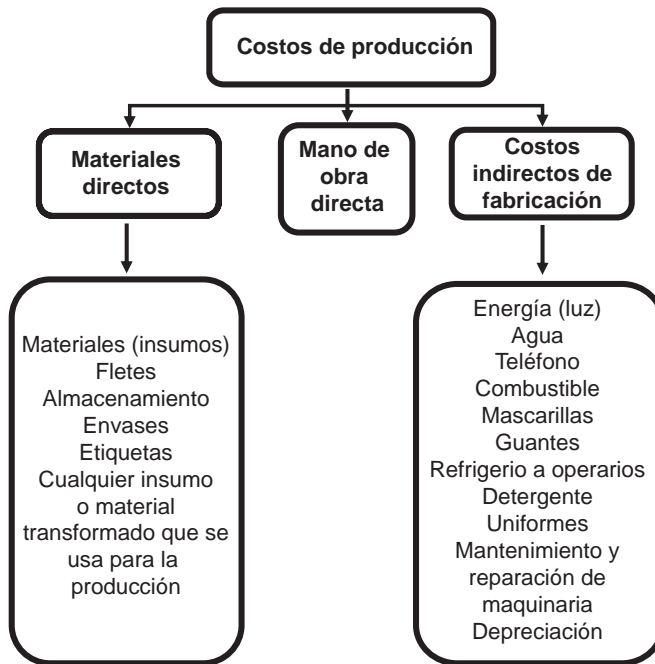 Costos de producción
Materiales
directos
Mano de
obra
directa
Costos
indirectos de
fabricación
Materiales (insumos)
Fletes
Almacenamiento
Envases
Etiquetas
Cualquier insumo
o material
transformado que se
usa para la
producción
Energía (luz)
Agua
Teléfono
Combustible
Mascarillas
Guantes
Refrigerio a operarios
Detergente
Uniformes
Mantenimiento y
reparación de
maquinaria
Depreciación